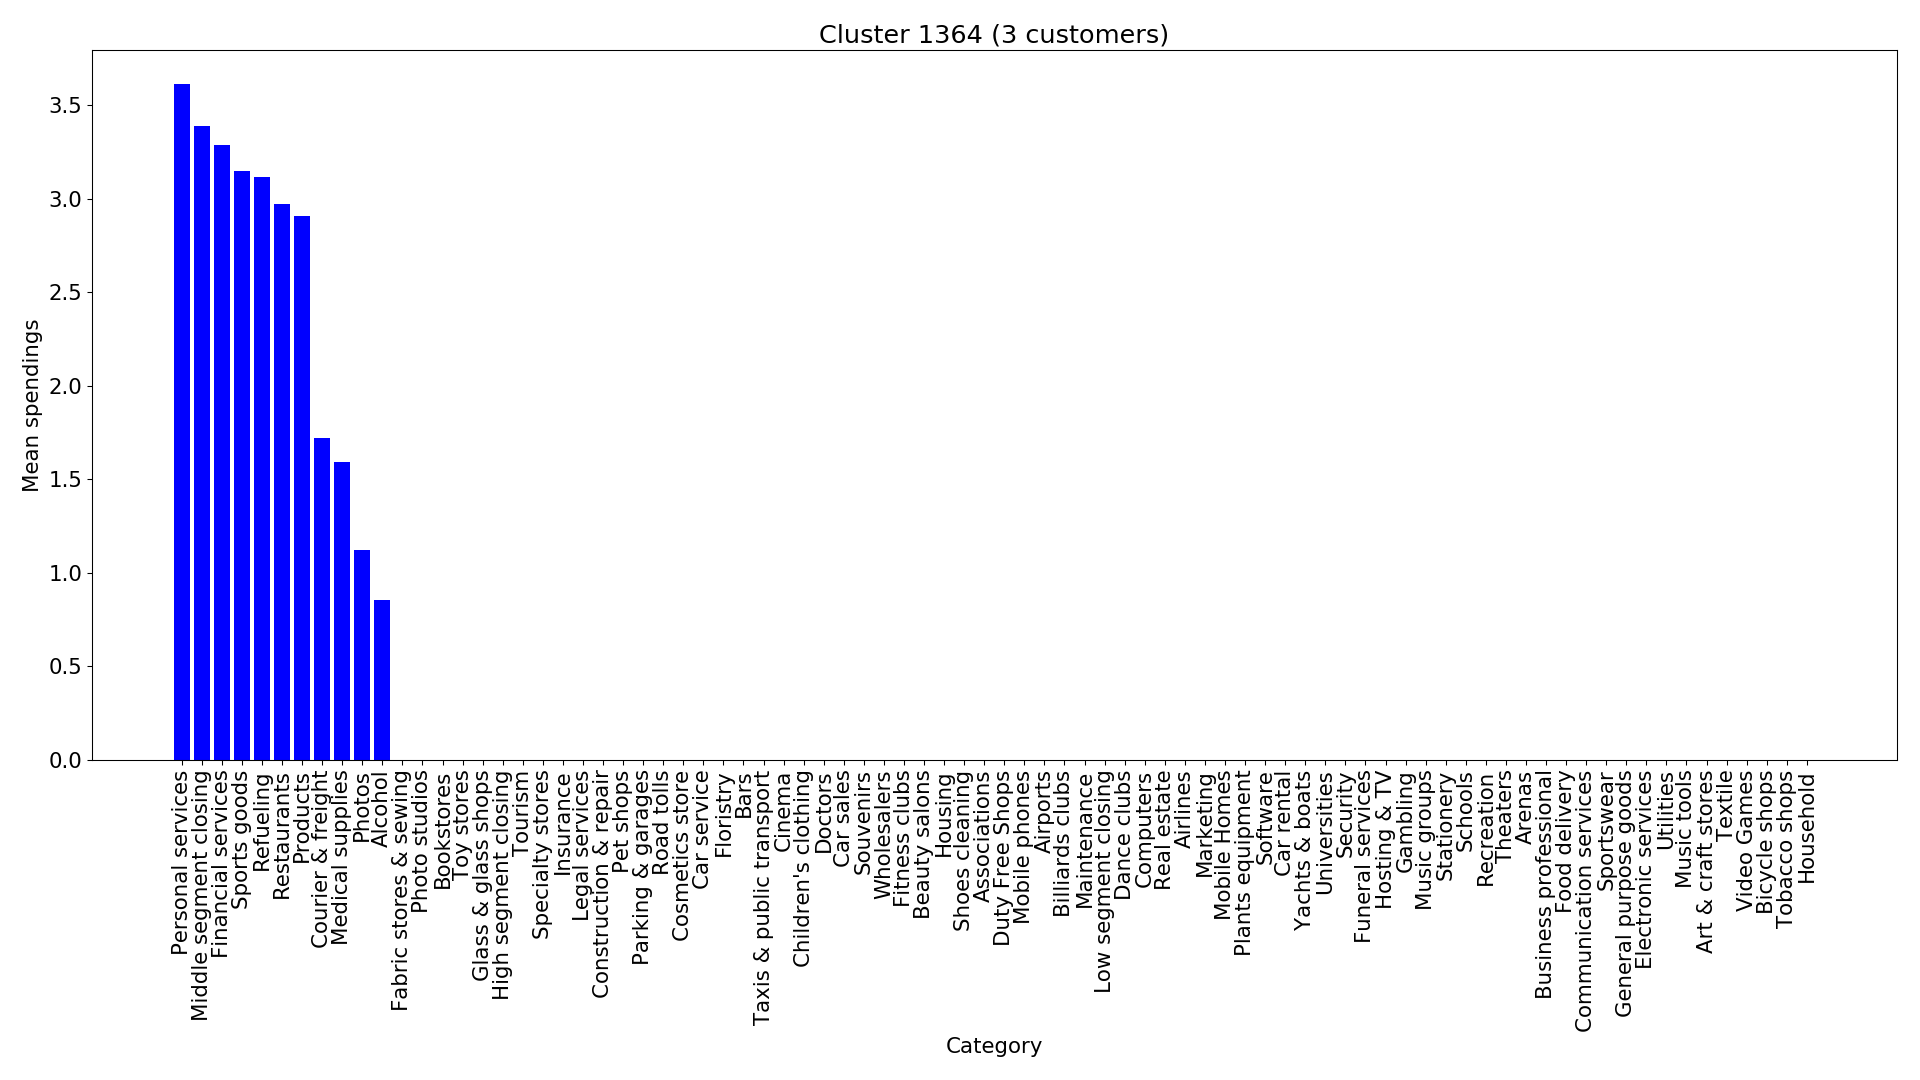 Cluster 1364 (3 customers)
Mean spendings
3.5
3.0
2.5
2.0
1.5
1.0
0.5
0.0
Personal services
Middle segment closing
Financial services
Sports goods
Refueling
Restaurants
Products
Courier & freight
Medical supplies
Photos
Alcohol
Fabric stores & sewing
Photo studios
Bookstores
Toy stores
Glass & glass shops
High segment closing
Tourism
Specialty stores
Insurance
Legal services
Construction & repair
Pet shops
Parking & garages
Road tolls
Cosmetics store
Car service
Floristry
Bars
Taxis & public transport
Cinema
Children's clothing
Doctors
Car sales
Souvenirs
Wholesalers
Fitness clubs
Beauty salons
Housing
Shoes cleaning
Associations
Duty Free Shops
Mobile phones
Airports
Billiards clubs
Maintenance
Low segment closing
Dance clubs
Computers
Real estate
Airlines
Marketing
Mobile Homes
Plants equipment
Software
Car rental
Yachts & boats
Universities
Security
Funeral services
Hosting & TV
Gambling
Music groups
Stationery
Schools
Recreation
Theaters
Arenas
Business professional
Food delivery
Communication services
Sportswear
General purpose goods
Electronic services
Utilities
Music tools
Art & craft stores
Textile
Video Games
Bicycle shops
Tobacco shops
Household
Category